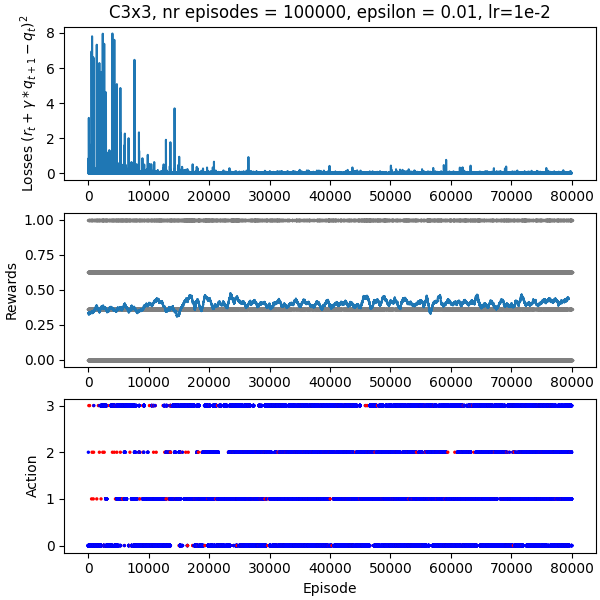 C3x3, nr episodes = 100000, epsilon = 0.01, lr=1e-2
Losses $(r_t + \gamma * q_{t+1} - q_t)^2$
8
6
4
2
0
0 10000 20000 30000 40000 50000 60000 70000 80000
Rewards
1.00
0.75
0.50
0.25
0.00
0 10000 20000 30000 40000 50000 60000 70000 80000
Action
3
2
1
0
0 10000 20000 30000 40000 50000 60000 70000 80000
Episode